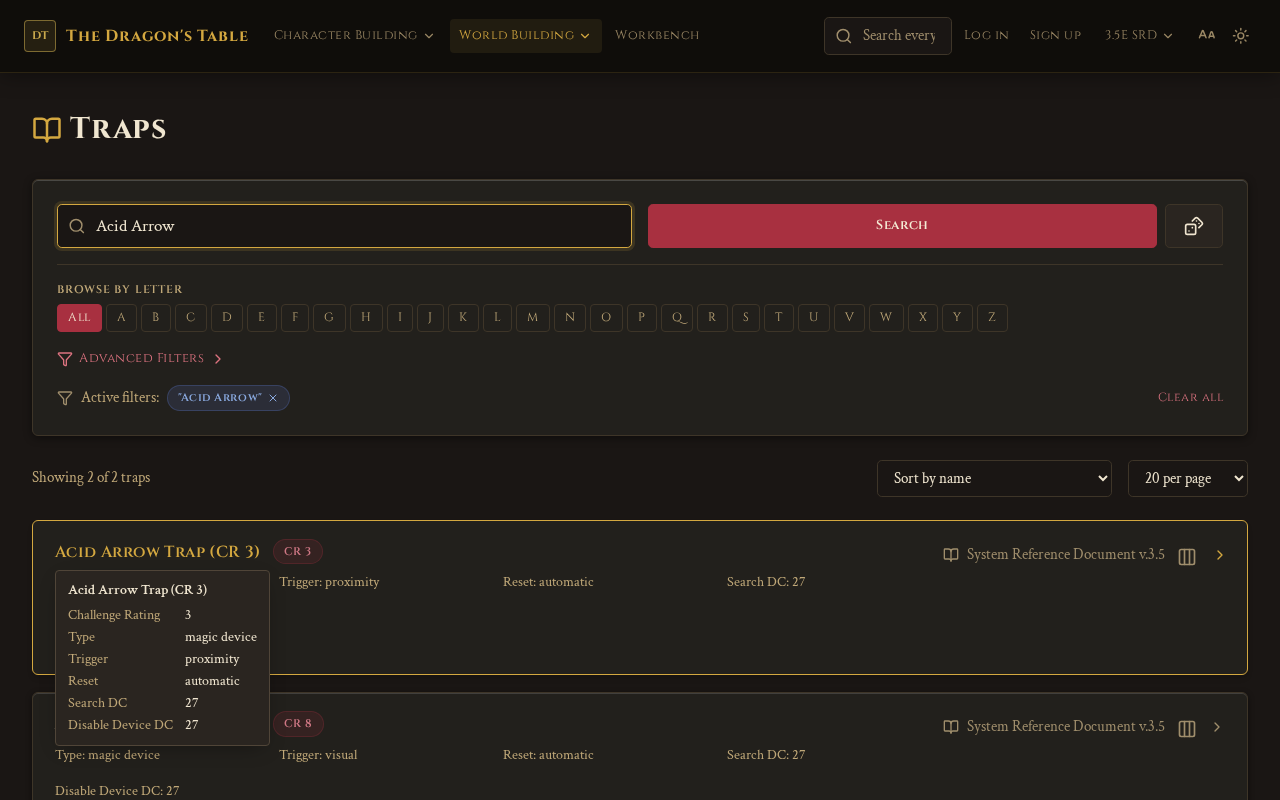 DT The Dragon's Table Character Building World Building Workbench Search every Log in Sign up 3.5E SRD AA
Traps
Acid Arrow Search
Browse by letter
All A B C D E F G H I J K L M N O P Q R S T U V W X Y Z
Advanced Filters
Active filters: "Acid Arrow" Clear all
Showing 2 of 2 traps Sort by name 20 per page
Acid Arrow Trap (CR 3) CR 3 System Reference Document v.3.5
Trigger: proximity Reset: automatic Search DC: 27
Acid Arrow Trap (CR 3)
Challenge Rating 3
Type magic device
Trigger proximity
Reset automatic
Search DC 27
Disable Device DC 27
CR 8 System Reference Document v.3.5
Type: magic device Trigger: visual Reset: automatic Search DC: 27
Disable Device DC: 27